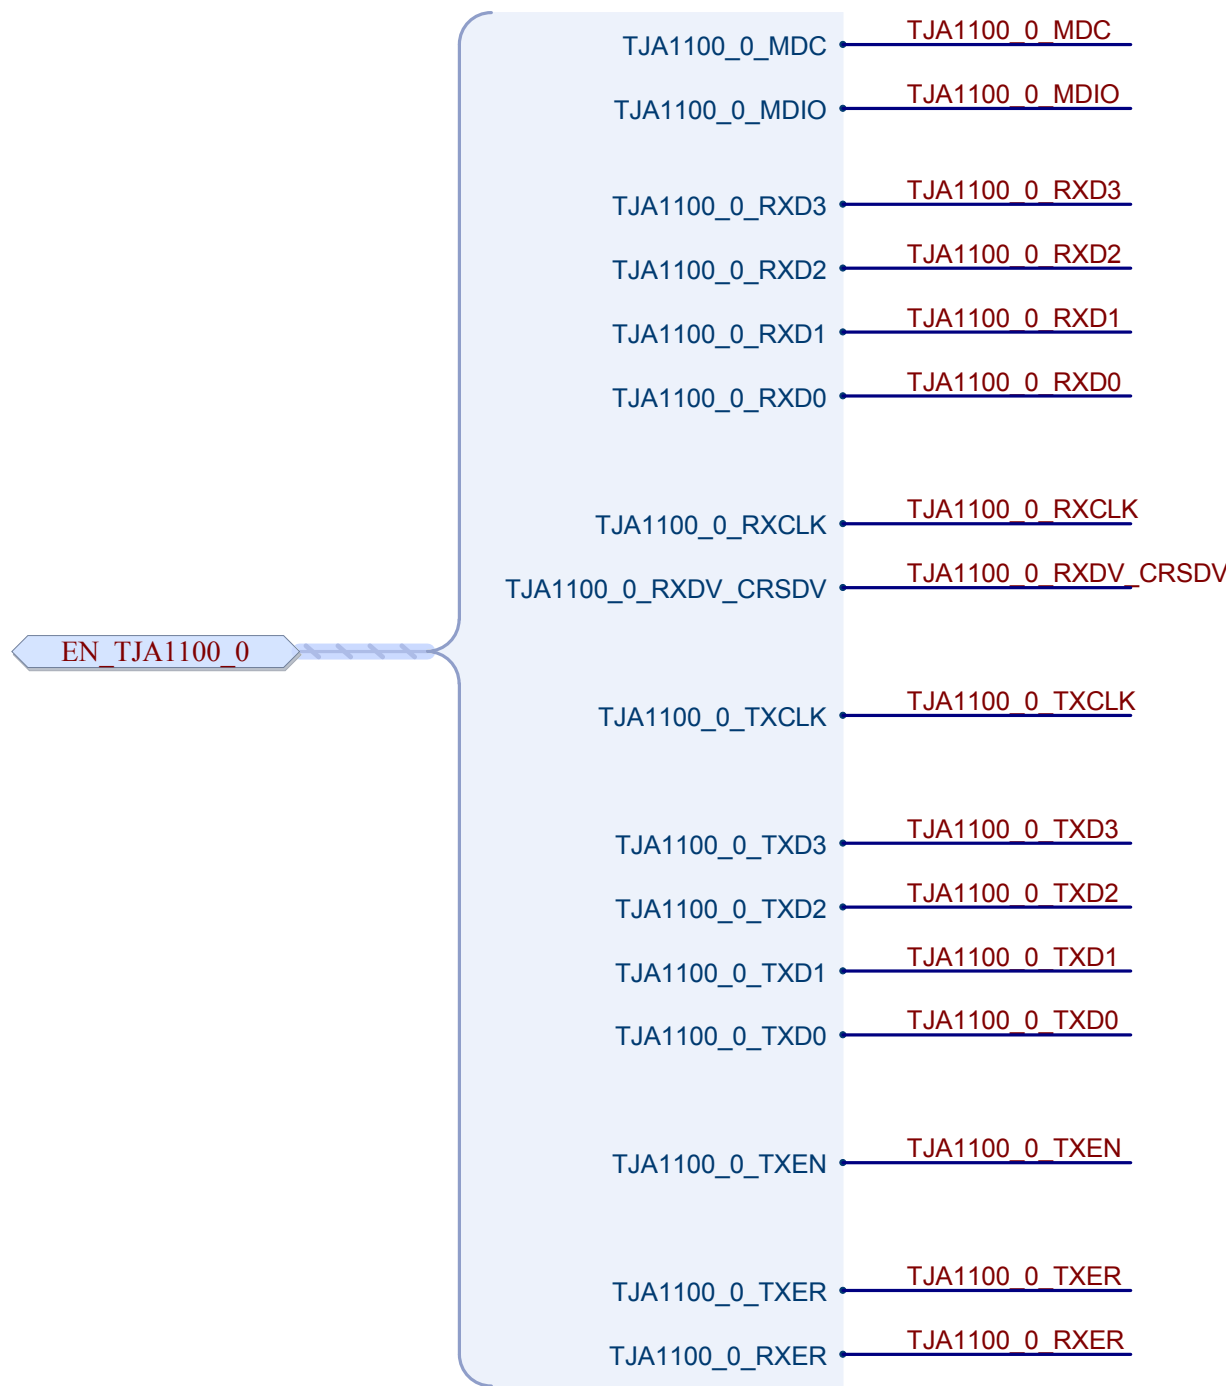 TJA1100_0_MDC TJA1100_0_MDC
TJA1100_0_MDIO TJA1100_0_MDIO
TJA1100_0_RXD3 TJA1100_0_RXD3
TJA1100_0_RXD2 TJA1100_0_RXD2
TJA1100_0_RXD1 TJA1100_0_RXD1
TJA1100_0_RXD0 TJA1100_0_RXD0
TJA1100_0_RXCLK TJA1100_0_RXCLK
TJA1100_0_RXDV_CRSDV TJA1100_0_RXDV_CRSDV
EN_TJA1100_0
TJA1100_0_TXCLK TJA1100_0_TXCLK
TJA1100_0_TXD3 TJA1100_0_TXD3
TJA1100_0_TXD2 TJA1100_0_TXD2
TJA1100_0_TXD1 TJA1100_0_TXD1
TJA1100_0_TXD0 TJA1100_0_TXD0
TJA1100_0_TXEN TJA1100_0_TXEN
TJA1100_0_TXER TJA1100_0_TXER
TJA1100_0_RXER TJA1100_0_RXER